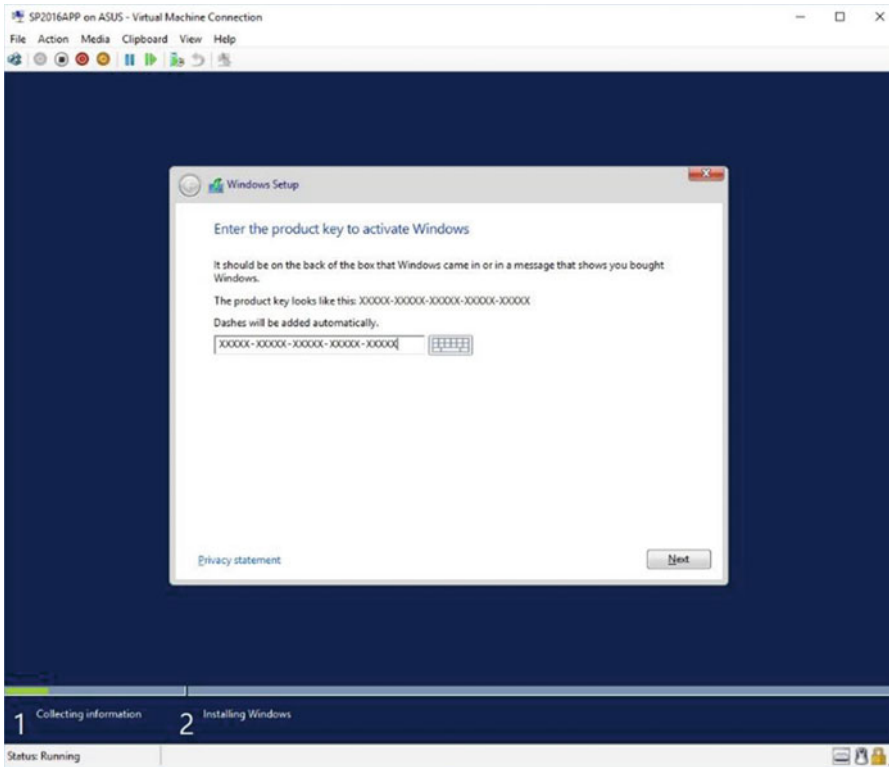 SP2016APP on ASUS - Virtual Machine Connection
File Action Media Clipboard View Help
Windows Setup
Enter the product key to activate Windows
It should be on the back of the box that Windows came in or in a message that shows you bought
Windows.
The product key looks like this: XXXXX-XXXXX-XXXXX-XXXXX-XXXXX
Dashes will be added automatically.
XXXXX-XXXXX-XXXXX-XXXXX-XXXXX
Privacy statement
Next
1 Collecting information
2 Installing Windows
Status: Running